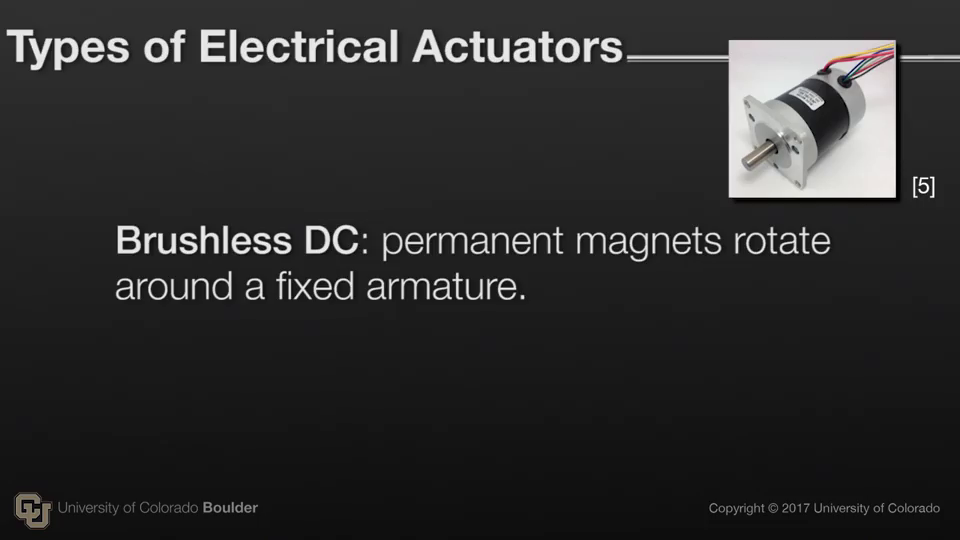 Types of Electrical Actuators
[5]
Brushless DC: permanent magnets rotate
around a fixed armature.
CU
University of Colorado Boulder
Copyright © 2017 University of Colorado